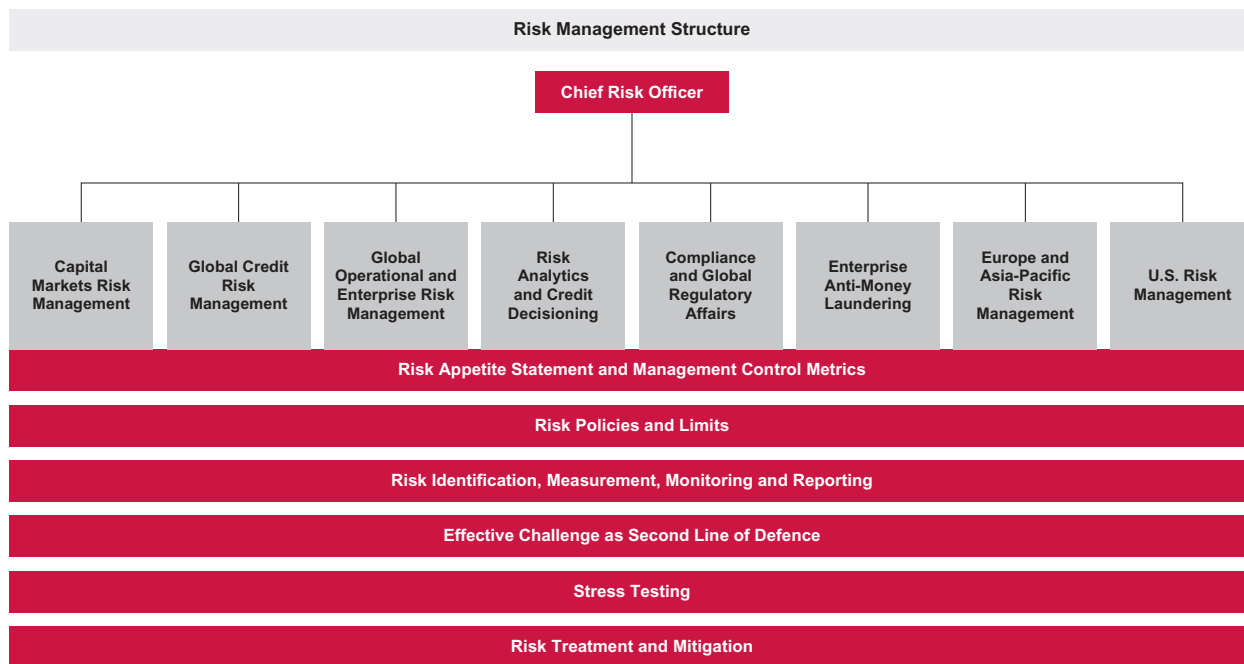 Risk Management Structure
Chief Risk Officer
Capital
Markets Risk
Management
Global Credit
Risk
Management
Global
Operational and
Enterprise Risk
Management
Risk
Analytics
and Credit
Decisioning
Compliance
and Global
Regulatory
Affairs
Enterprise
Anti-Money
Laundering
Europe and
Asia-Pacific
Risk
Management
U.S. Risk
Management
Risk Appetite Statement and Management Control Metrics
Risk Policies and Limits
Risk Identification, Measurement, Monitoring and Reporting
Effective Challenge as Second Line of Defence
Stress Testing
Risk Treatment and Mitigation